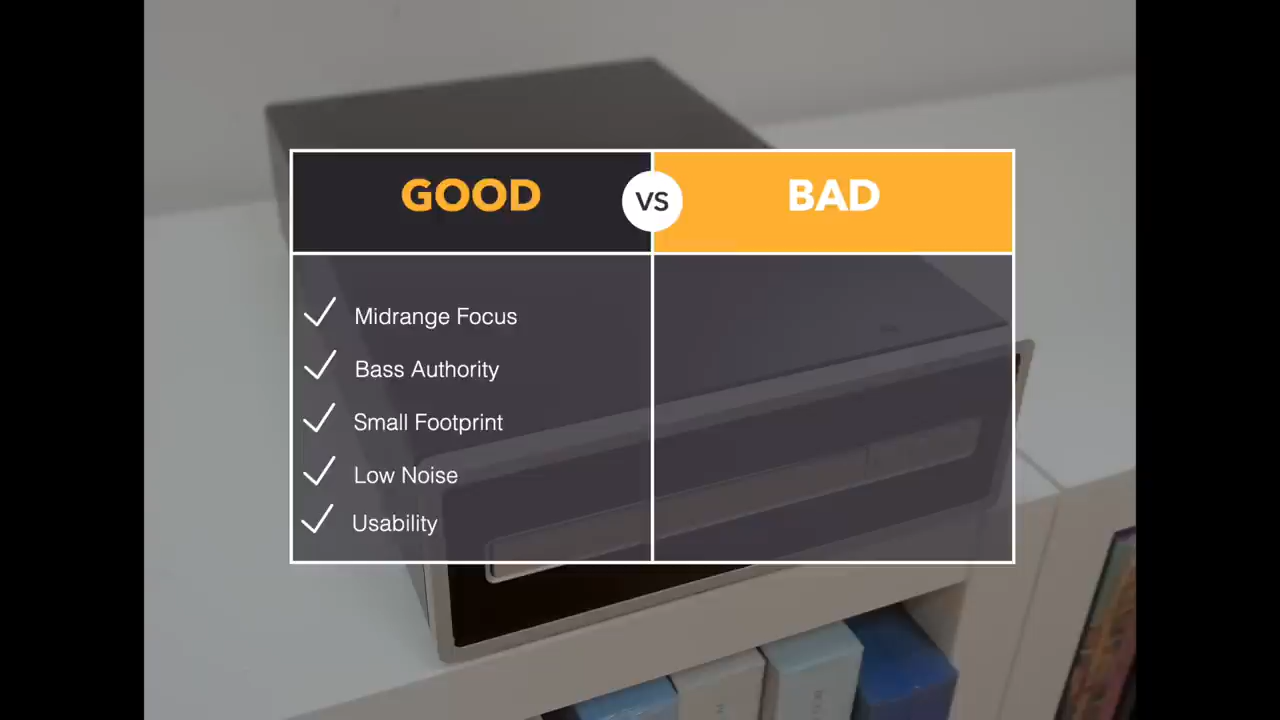 GOOD VS BAD
Midrange Focus
Bass Authority
Small Footprint
Low Noise
Usability